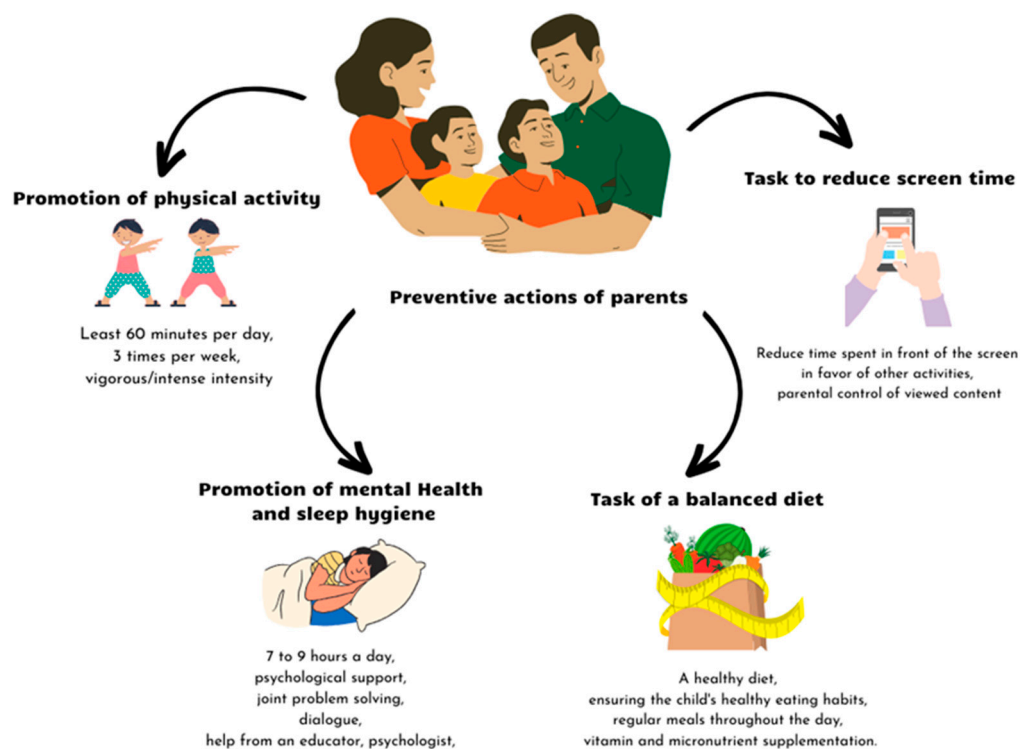 Promotion of physical activity
Least 60 minutes per day,
3 times per week,
vigorous/intense intensity
Task to reduce screen time
Reduce time spent in front of the screen
in favor of other activities,
parental control of viewed content
Preventive actions of parents
Promotion of mental Health
and sleep hygiene
7 to 9 hours a day,
psychological support,
joint problem solving,
dialogue,
help from an educator, psychologist,
Task of a balanced diet
A healthy diet,
ensuring the child's healthy eating habits,
regular meals throughout the day,
vitamin and micronutrient supplementation.